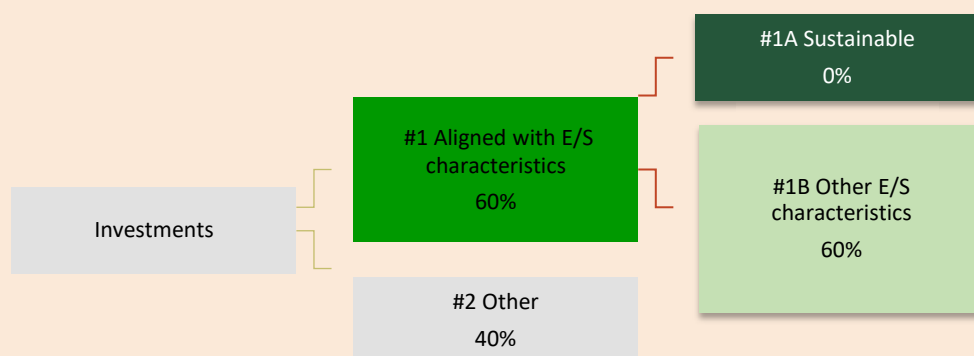 Investments
#1 Aligned with E/S
characteristics
60%
#2 Other
40%
#1A Sustainable
0%
#1B Other E/S
characteristics
60%